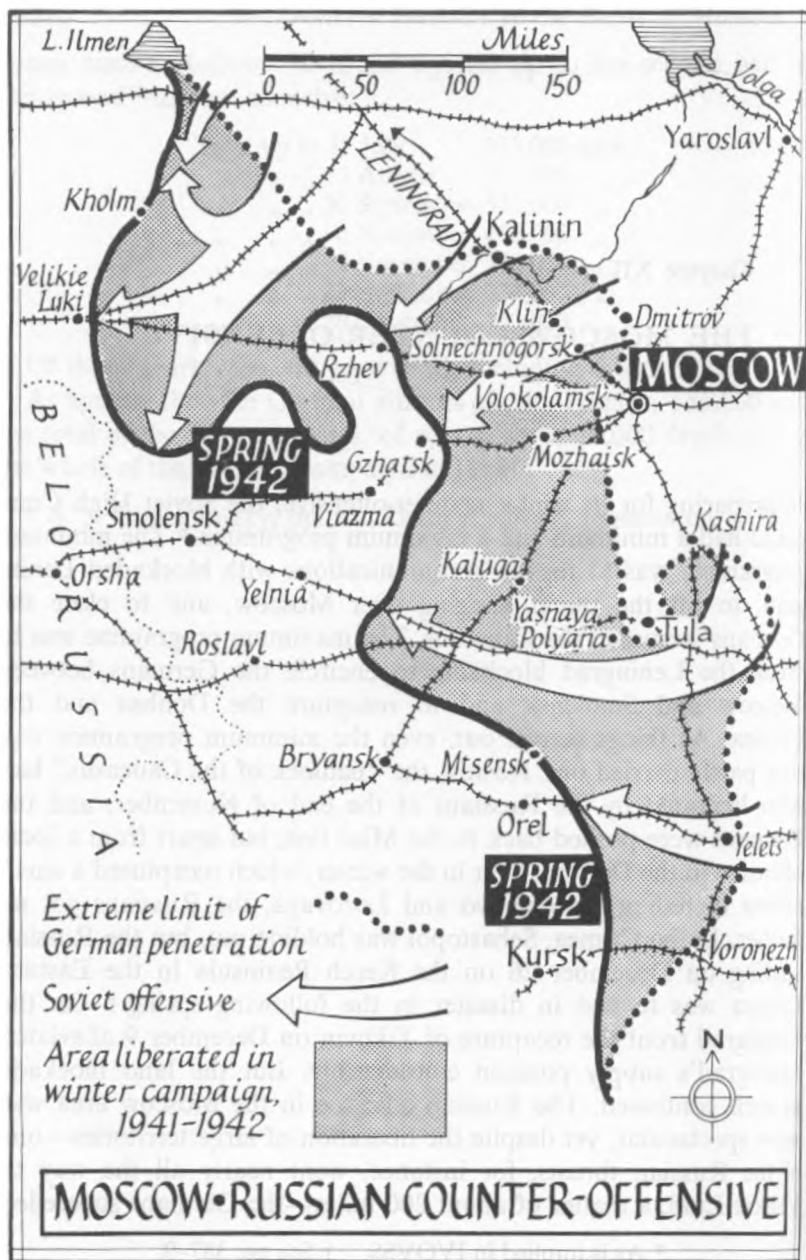 L. Ilmen
Miles
0 50 100 150
Volga
Yaroslavl
LENINGRAD
Kholm
Kalinin
Velikie
Luki
Klin
Dmitrov
Solnechnogorsk
Rzhev
MOSCOW
Volokolamsk
SPRING
1942
Gzhatsk
Mozhaisk
BELORUSSIA
Smolensk
Viazma
Kashira
Orsha
Yelnia
Kaluga
Yasnaya
Polyana
Tula
Roslavl
Bryansk
Mtsensk
Orel
Yelets
SPRING
1942
Extreme limit of
German penetration
Kursk
Voronezh
Soviet offensive
N
Area liberated in
winter-campaign,
1941-1942
MOSCOW•RUSSIAN COUNTER-OFFENSIVE